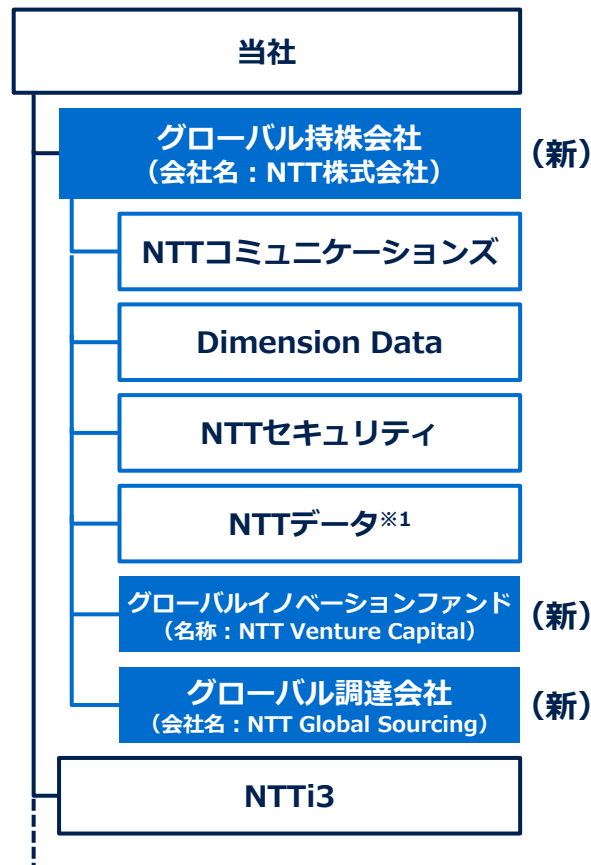 当社
グローバル持株会社
（会社名：NTT株式会社）
（新）
NTTコミュニケーションズ
Dimension Data
NTTセキュリティ
NTTデータ※1
グローバルイノベーションファンド
（名称：NTT Venture Capital）
（新）
グローバル調達会社
（会社名：NTT Global Sourcing）
（新）
NTTi3